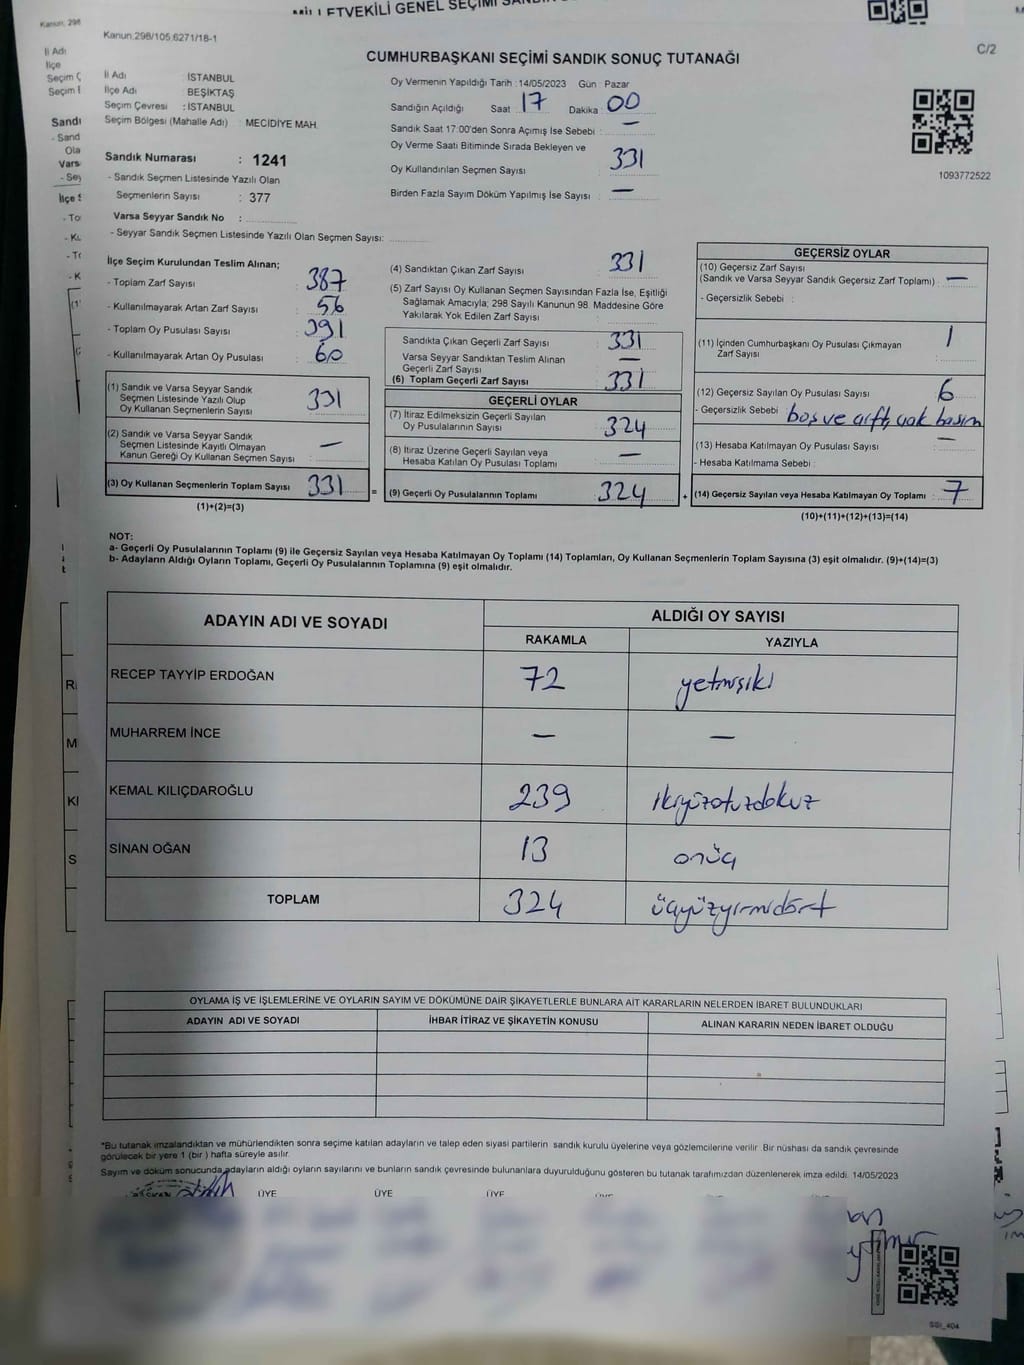 Kanun 298
Kanun.298/105;6271/18-1
C/2
CUMHURBAŞKANI SEÇİMİ SANDIK SONUÇ TUTANAĞI
İl Adı
İlçe
Seçim Ç
Seçim
İl Adı İSTANBUL
İlçe Adı BEŞİKTAŞ
Seçim Çevresi : İSTANBUL
Seçim Bölgesi (Mahalle Adı) : MECİDİYE MAH.
Oy Vermenin Yapıldığı Tarih : 14/05/2023 Gün : Pazar
Sandığın Açıldığı Saat 17 Dakika 00
Sandık Saat 17:00'den Sonra Açımış İse Sebebi : —
Oy Verme Saati Bitiminde Sırada Bekleyen ve
Oy Kullandırılan Seçmen Sayısı : 331
Birden Fazla Sayım Döküm Yapılmış İse Sayısı : —
1093772522
Sandık Numarası : 1241
- Sandık Seçmen Listesinde Yazılı Olan
Seçmenlerin Sayısı : 377
Varsa Seyyar Sandık No :
- Seyyar Sandık Seçmen Listesinde Yazılı Olan Seçmen Sayısı:
İlçe Seçim Kurulundan Teslim Alınan;
- Toplam Zarf Sayısı : 387
- Kullanılmayarak Artan Zarf Sayısı : 56
- Toplam Oy Pusulası Sayısı : 391
- Kullanılmayarak Artan Oy Pusulası : 60
(1) Sandık ve Varsa Seyyar Sandık
Seçmen Listesinde Yazılı Olup
Oy Kullanan Seçmenlerin Sayısı : 331
(2) Sandık ve Varsa Seyyar Sandık
Seçmen Listesinde Kayıtlı Olmayan
Kanun Gereği Oy Kullanan Seçmen Sayısı : —
(3) Oy Kullanan Seçmenlerin Toplam Sayısı : 331 =
(1)+(2)=(3)
(4) Sandıktan Çıkan Zarf Sayısı : 331
(5) Zarf Sayısı Oy Kullanan Seçmen Sayısından Fazla İse, Eşitliği
Sağlamak Amacıyla; 298 Sayılı Kanunun 98. Maddesine Göre
Yakılarak Yok Edilen Zarf Sayısı :
Sandıkta Çıkan Geçerli Zarf Sayısı : 331
Varsa Seyyar Sandıktan Teslim Alınan
Geçerli Zarf Sayısı : —
(6) Toplam Geçerli Zarf Sayısı : 331
GEÇERLİ OYLAR
(7) İtiraz Edilmeksizin Geçerli Sayılan
Oy Pusulalarının Sayısı : 324
(8) İtiraz Üzerine Geçerli Sayılan veya
Hesaba Katılan Oy Pusulası Toplamı : —
(9) Geçerli Oy Pusulalarının Toplamı : 324 +
GEÇERSİZ OYLAR
(10) Geçersiz Zarf Sayısı
(Sandık ve Varsa Seyyar Sandık Geçersiz Zarf Toplamı) : —
- Geçersizlik Sebebi :
(11) İçinden Cumhurbaşkanı Oy Pusulası Çıkmayan
Zarf Sayısı : 1
(12) Geçersiz Sayılan Oy Pusulası Sayısı : 6
- Geçersizlik Sebebi boş ve çift, çok basım
(13) Hesaba Katılmayan Oy Pusulası Sayısı : —
- Hesaba Katılmama Sebebi :
(14) Geçersiz Sayılan veya Hesaba Katılmayan Oy Toplamı : 7
(10)+(11)+(12)+(13)=(14)
NOT:
a- Geçerli Oy Pusulalarının Toplamı (9) ile Geçersiz Sayılan veya Hesaba Katılmayan Oy Toplamı (14) Toplamları, Oy Kullanan Seçmenlerin Toplam Sayısına (3) eşit olmalıdır. (9)+(14)=(3)
b- Adayların Aldığı Oyların Toplamı, Geçerli Oy Pusulalarının Toplamına (9) eşit olmalıdır.
ADAYIN ADI VE SOYADI ALDIĞI OY SAYISI
RAKAMLA YAZIYLA
RECEP TAYYİP ERDOĞAN 72 yetmişiki
MUHARREM İNCE — —
KEMAL KILIÇDAROĞLU 239 ikiyüzotuzdokuz
SİNAN OĞAN 13 onüç
TOPLAM 324 üçyüzyirmidört
OYLAMA İŞ VE İŞLEMLERİNE VE OYLARIN SAYIM VE DÖKÜMÜNE DAİR ŞİKAYETLERLE BUNLARA AİT KARARLARIN NELERDEN İBARET BULUNDUKLARI
ADAYIN ADI VE SOYADI İHBAR İTİRAZ VE ŞİKAYETİN KONUSU ALINAN KARARIN NEDEN İBARET OLDUĞU
*Bu tutanak imzalandıktan ve mühürlendikten sonra seçime katılan adayların ve talep eden siyasi partilerin sandık kurulu üyelerine veya gözlemcilerine verilir. Bir nüshası da sandık çevresinde
görülecek bir yere 1 (bir ) hafta süreyle asılır.
Sayım ve döküm sonucunda adayların aldığı oyların sayılarını ve bunların sandık çevresinde bulunanlara duyurulduğunu gösteren bu tutanak tarafımızdan düzenlenerek imza edildi. 14/05/2023
ÜYE ÜYE ÜYE
SSI_404